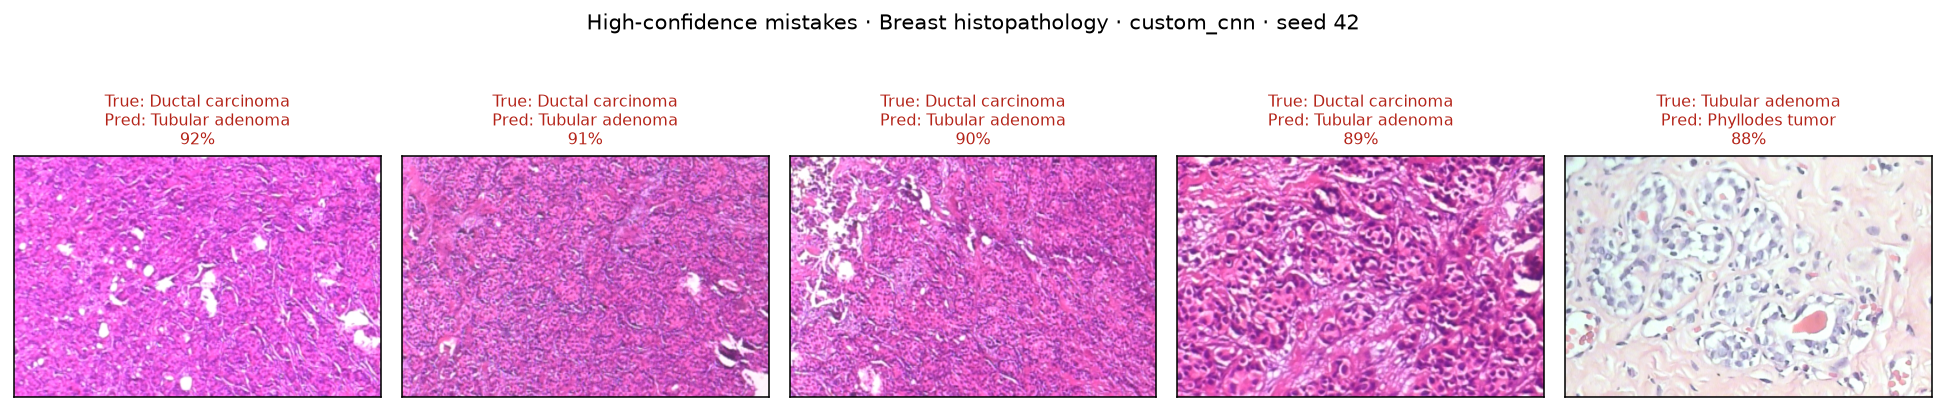 High-confidence mistakes · Breast histopathology · custom_cnn · seed 42
True: Ductal carcinoma
Pred: Tubular adenoma
92%
True: Ductal carcinoma
Pred: Tubular adenoma
91%
True: Ductal carcinoma
Pred: Tubular adenoma
90%
True: Ductal carcinoma
Pred: Tubular adenoma
89%
True: Tubular adenoma
Pred: Phyllodes tumor
88%